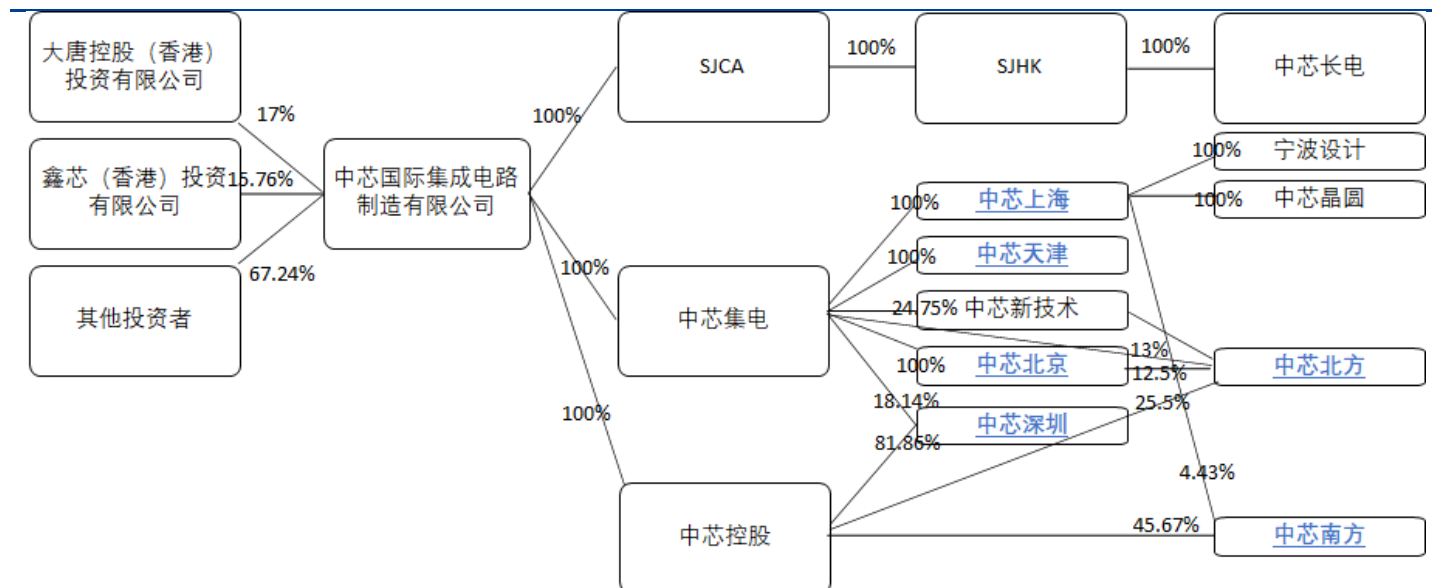 大唐控股（香港）
投资有限公司
17%
鑫芯（香港）投资
有限公司
15.76%
其他投资者
67.24%
中芯国际集成电路
制造有限公司
100%
100%
100%
SJCA
100%
SJHK
100%
中芯长电
中芯集电
中芯控股
100%
中芯上海
100%
中芯天津
24.75%
中芯新技术
100%
中芯北京
18.14%
81.86%
中芯深圳
100%
宁波设计
100%
中芯晶圆
13%
12.5%
25.5%
中芯北方
4.43%
45.67%
中芯南方